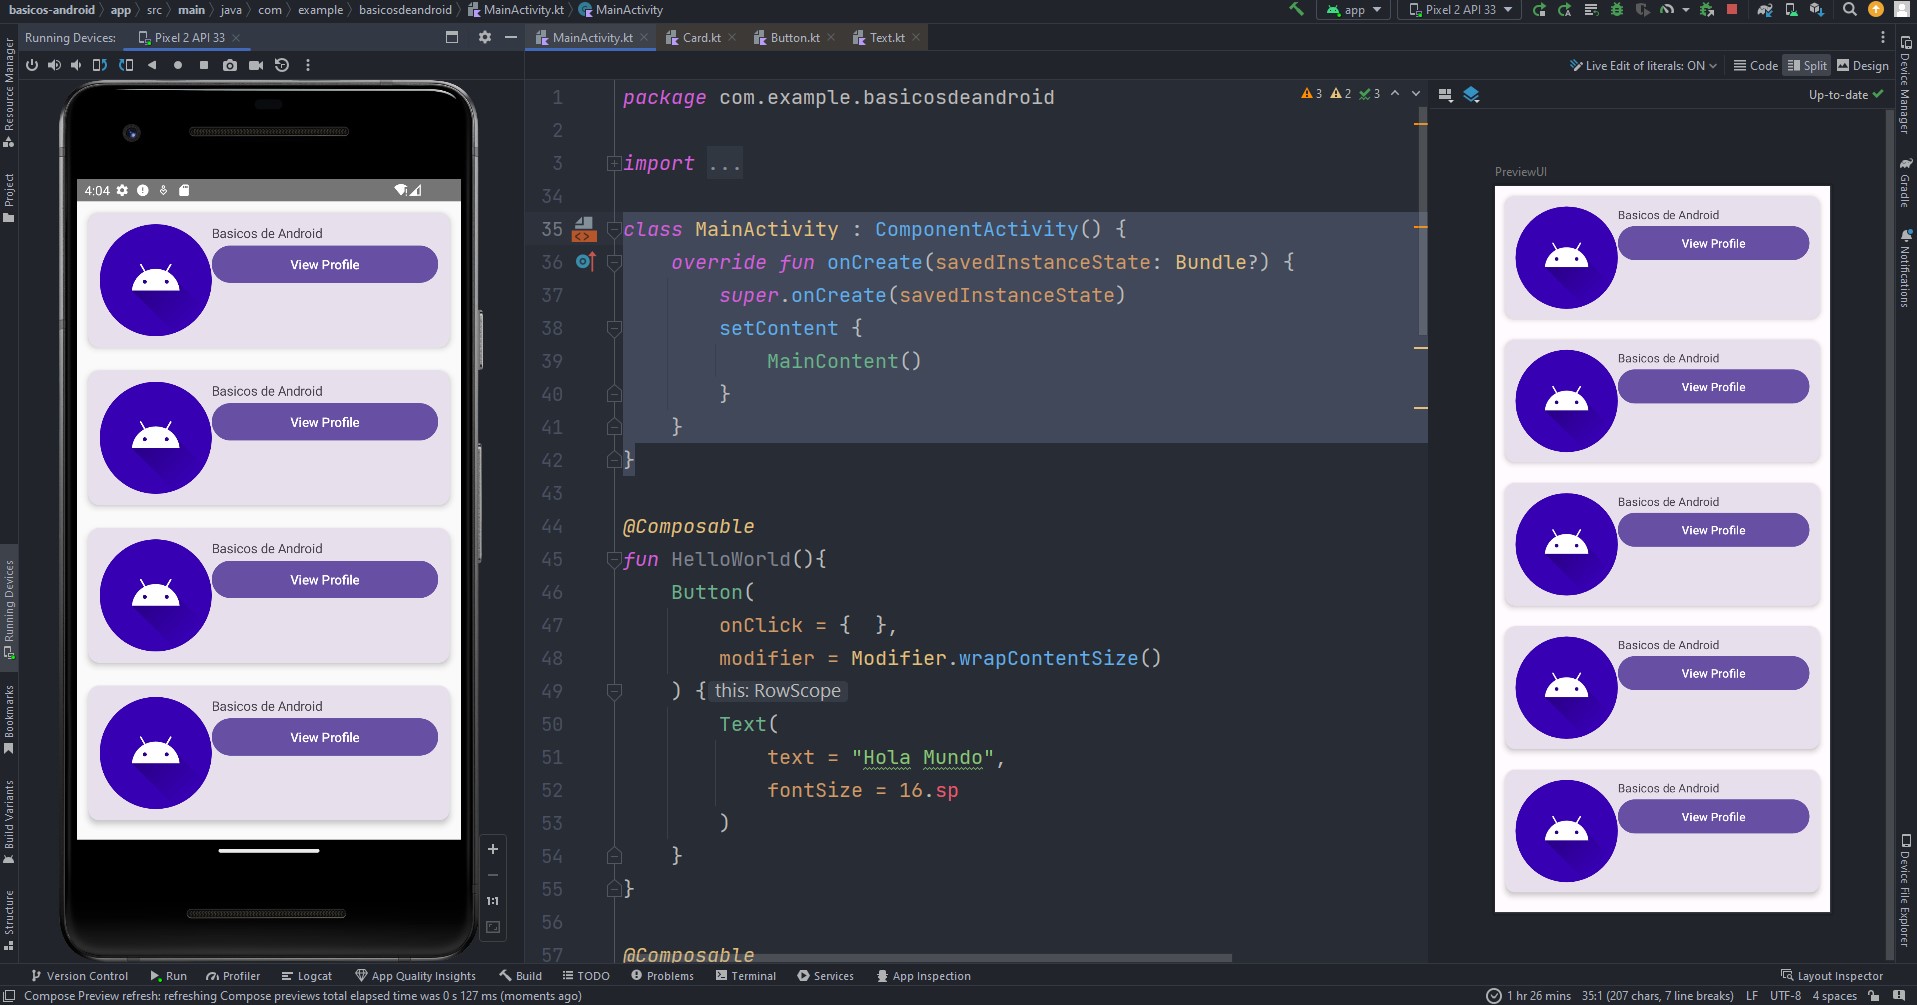 basicos-android app src main java com example basicosdeandroid MainActivity.kt MainActivity
app Pixel 2 API 33
Running Devices: Pixel 2 API 33
MainActivity.kt Card.kt Button.kt Text.kt
Live Edit of literals: ON Code Split Design
Resource Manager
Project
Running Devices
Bookmarks
Build Variants
Structure
4:04
Basicos de Android
View Profile
Basicos de Android
View Profile
Basicos de Android
View Profile
Basicos de Android
View Profile
1:1
3 2 3
1 package com.example.basicosdeandroid
2
3 import ...
34
35 class MainActivity : ComponentActivity() {
36 override fun onCreate(savedInstanceState: Bundle?) {
37 super.onCreate(savedInstanceState)
38 setContent {
39 MainContent()
40 }
41 }
42 }
43
44 @Composable
45 fun HelloWorld(){
46 Button(
47 onClick = { },
48 modifier = Modifier.wrapContentSize()
49 ) { this: RowScope
50 Text(
51 text = "Hola Mundo",
52 fontSize = 16.sp
53 )
54 }
55 }
56
57 @Composable
Up-to-date
PreviewUI
Basicos de Android
View Profile
Basicos de Android
View Profile
Basicos de Android
View Profile
Basicos de Android
View Profile
Basicos de Android
View Profile
Device Manager
Gradle
Notifications
Device File Explorer
Version Control Run Profiler Logcat App Quality Insights Build TODO Problems Terminal Services App Inspection Layout Inspector
Compose Preview refresh: refreshing Compose previews total elapsed time was 0 s 127 ms (moments ago) 1 hr 26 mins 35:1 (207 chars, 7 line breaks) LF UTF-8 4 spaces